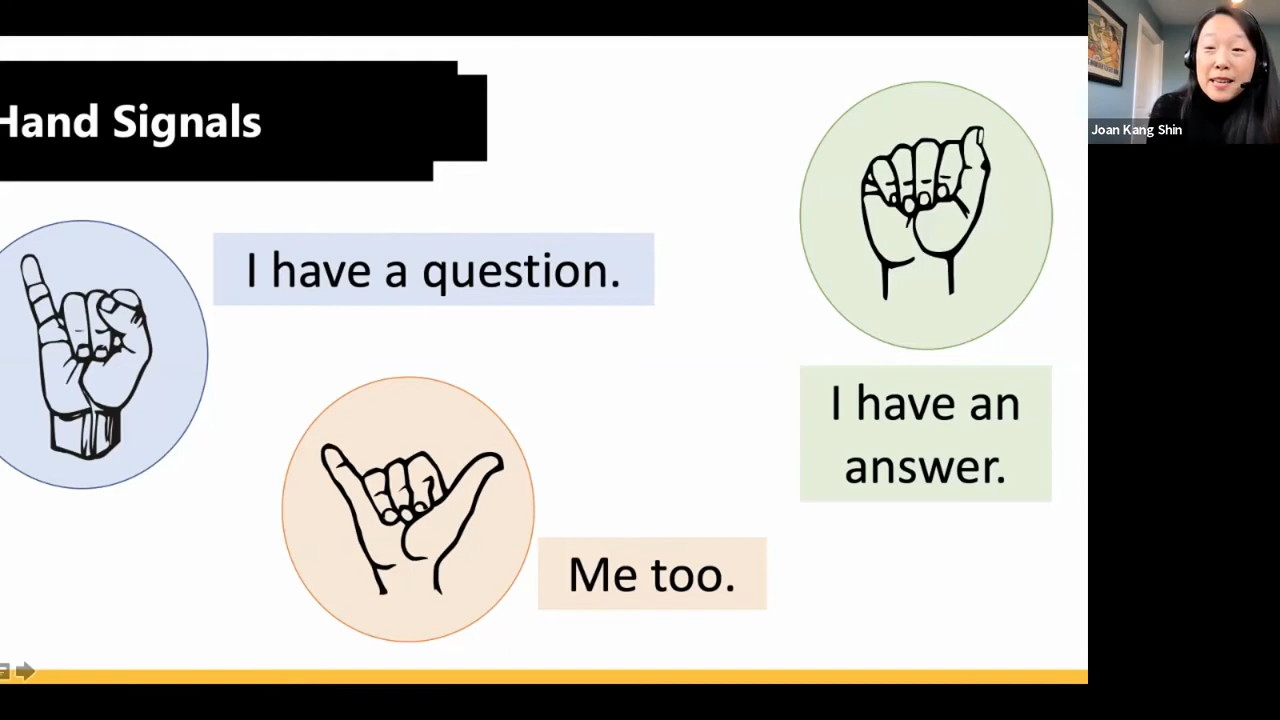 Hand Signals
Joan Kang Shin
I have a question.
I have an
answer.
Me too.